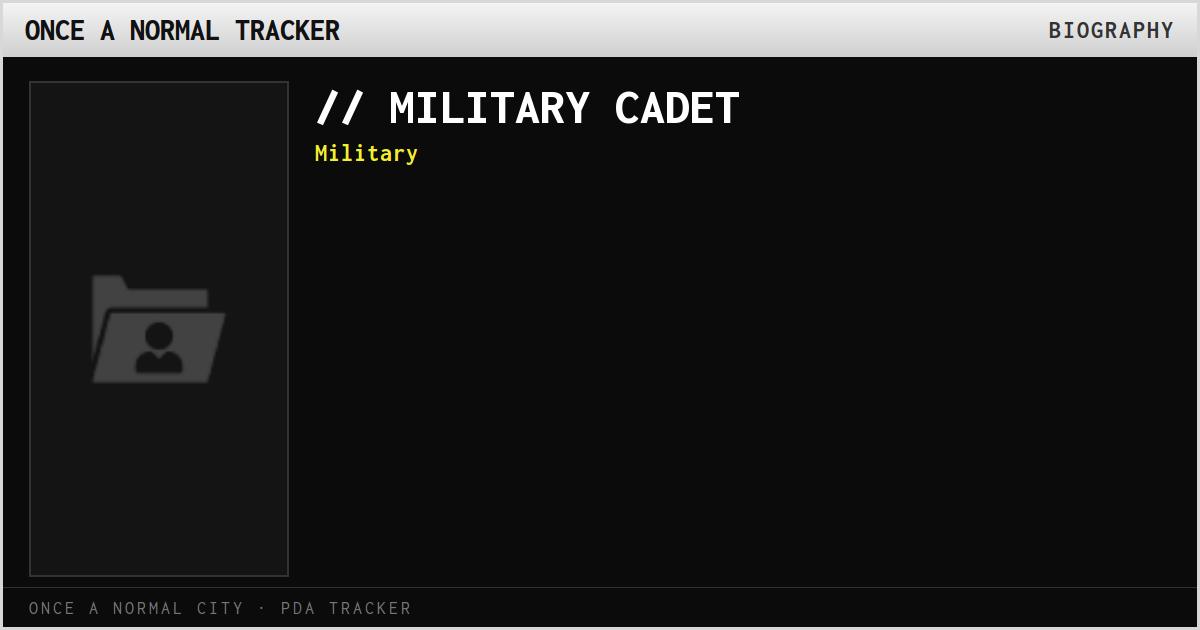 ONCE A NORMAL TRACKER
BIOGRAPHY
// MILITARY CADET
Military
ONCE A NORMAL CITY · PDA TRACKER